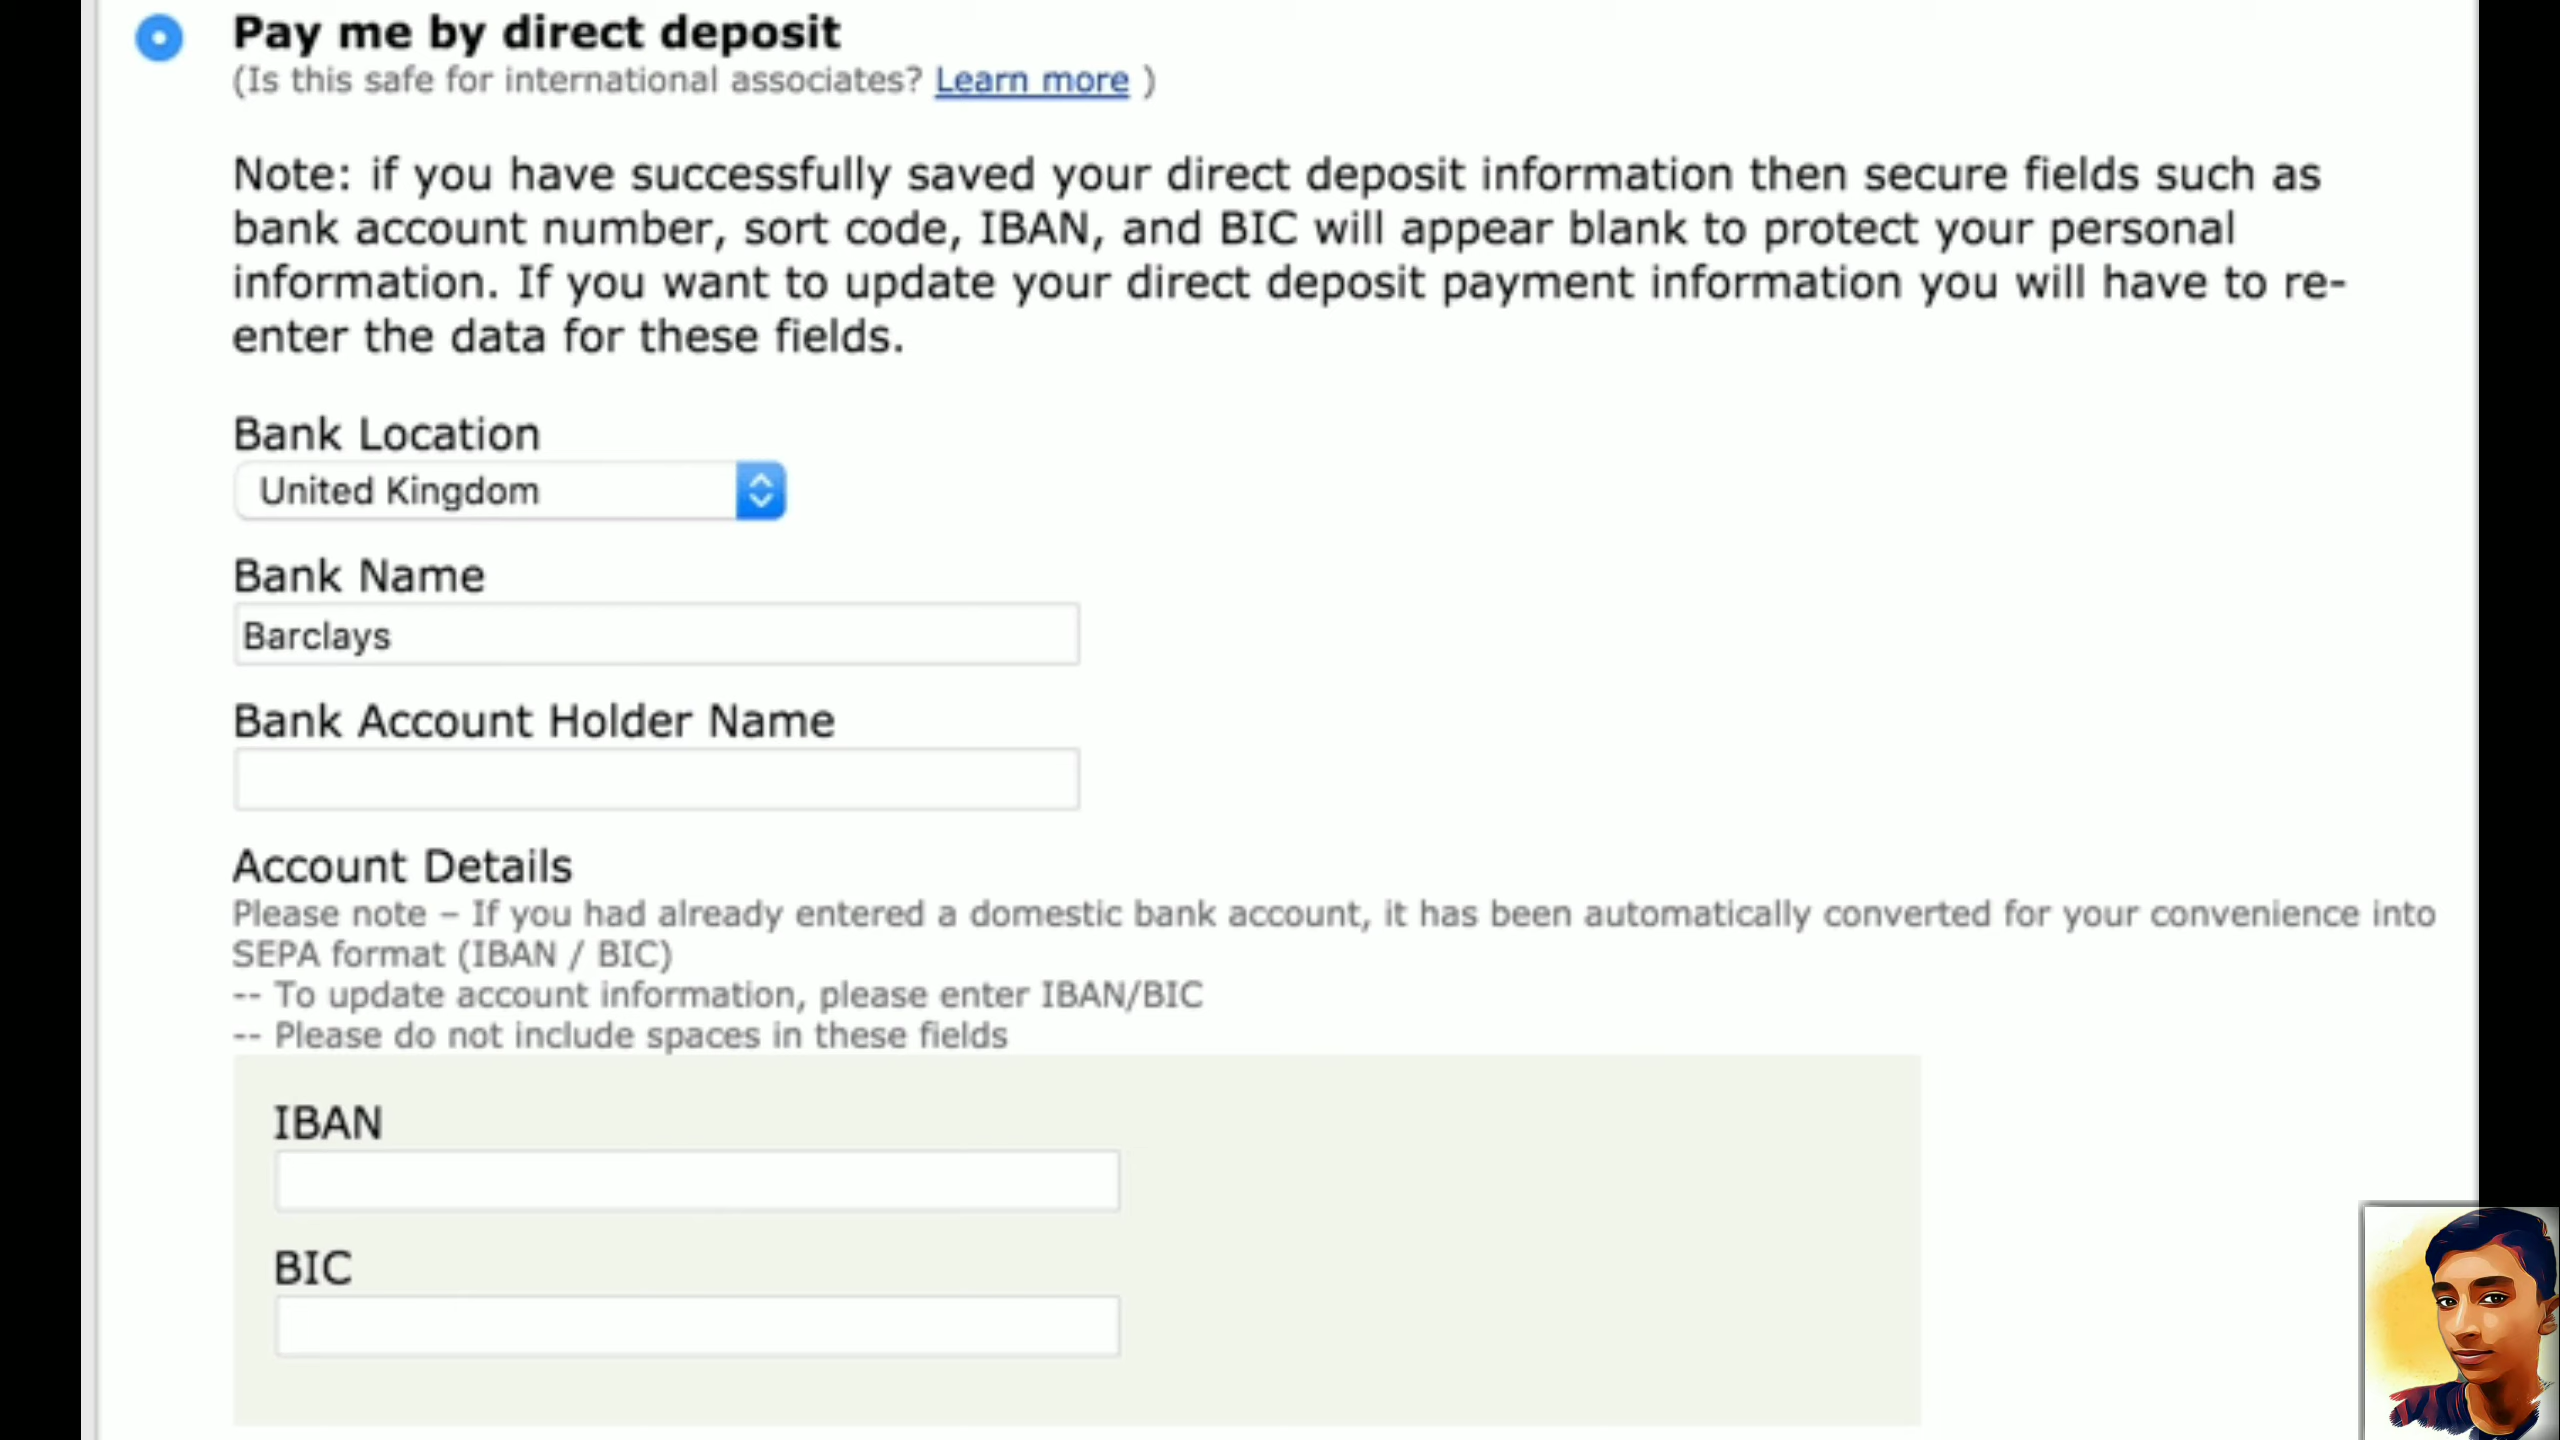 Pay me by direct deposit
(Is this safe for international associates? Learn more )
Note: if you have successfully saved your direct deposit information then secure fields such as
bank account number, sort code, IBAN, and BIC will appear blank to protect your personal
information. If you want to update your direct deposit payment information you will have to re-
enter the data for these fields.
Bank Location
United Kingdom
Bank Name
Barclays
Bank Account Holder Name
Account Details
Please note – If you had already entered a domestic bank account, it has been automatically converted for your convenience into
SEPA format (IBAN / BIC)
-- To update account information, please enter IBAN/BIC
-- Please do not include spaces in these fields
IBAN
BIC